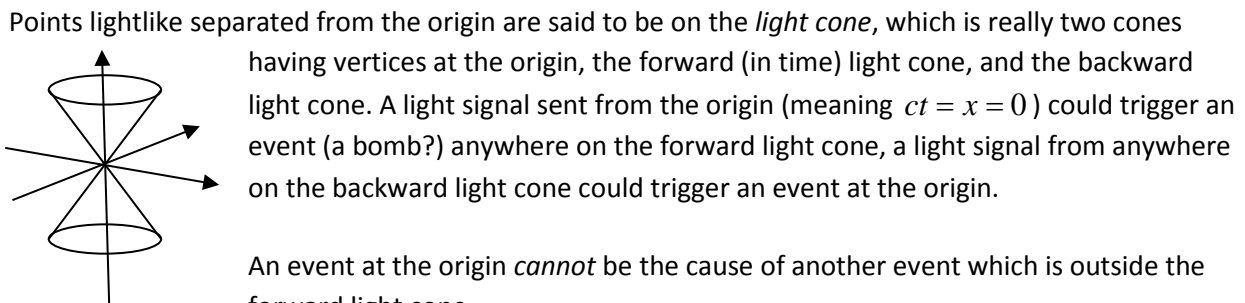 Points lightlike separated from the origin are said to be on the light cone, which is really two cones
having vertices at the origin, the forward (in time) light cone, and the backward
light cone. A light signal sent from the origin (meaning ct = x = 0 ) could trigger an
event (a bomb?) anywhere on the forward light cone, a light signal from anywhere
on the backward light cone could trigger an event at the origin.
An event at the origin cannot be the cause of another event which is outside the
forward light cone